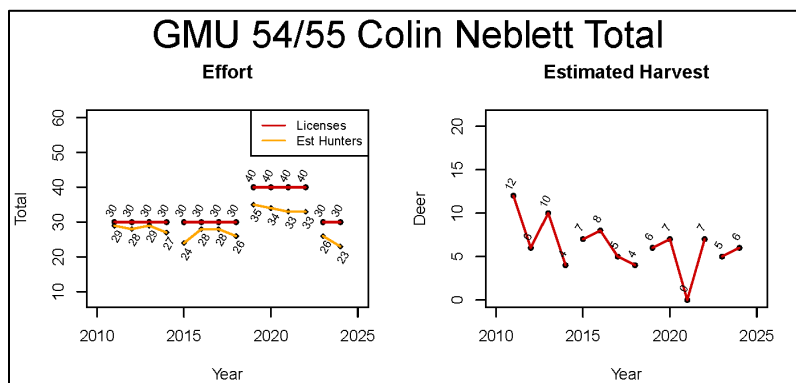 GMU 54/55 Colin Neblett Total
Effort
Total
60
50
40
30
20
10
Licenses
Est Hunters
30 30 30 30 30 30 30 30 40 40 40 40 30 30
29 28 29 27 24 28 28 26 35 34 33 33 26 23
2010 2015 2020 2025
Year
Estimated Harvest
Deer
20
15
10
5
0
12 6 10 4 7 8 5 4 6 7 0 7 5 6
2010 2015 2020 2025
Year